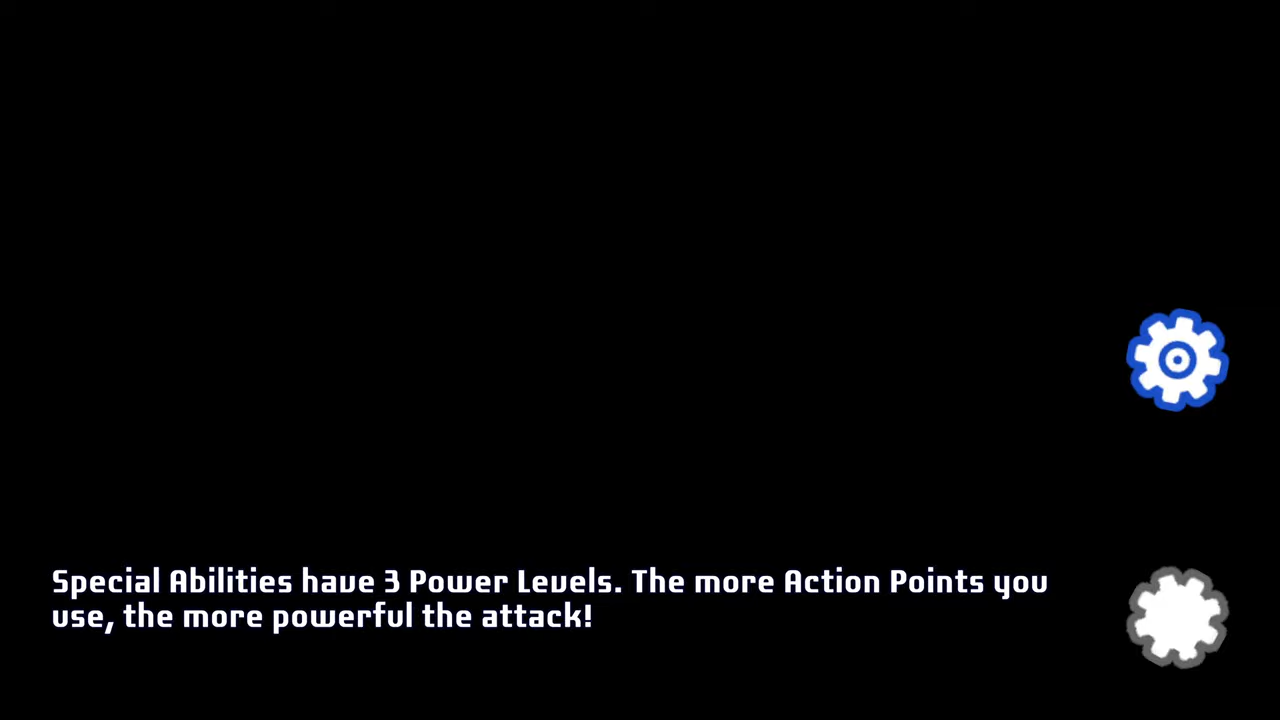 Special Abilities have 3 Power Levels. The more Action Points you
use, the more powerful the attack!